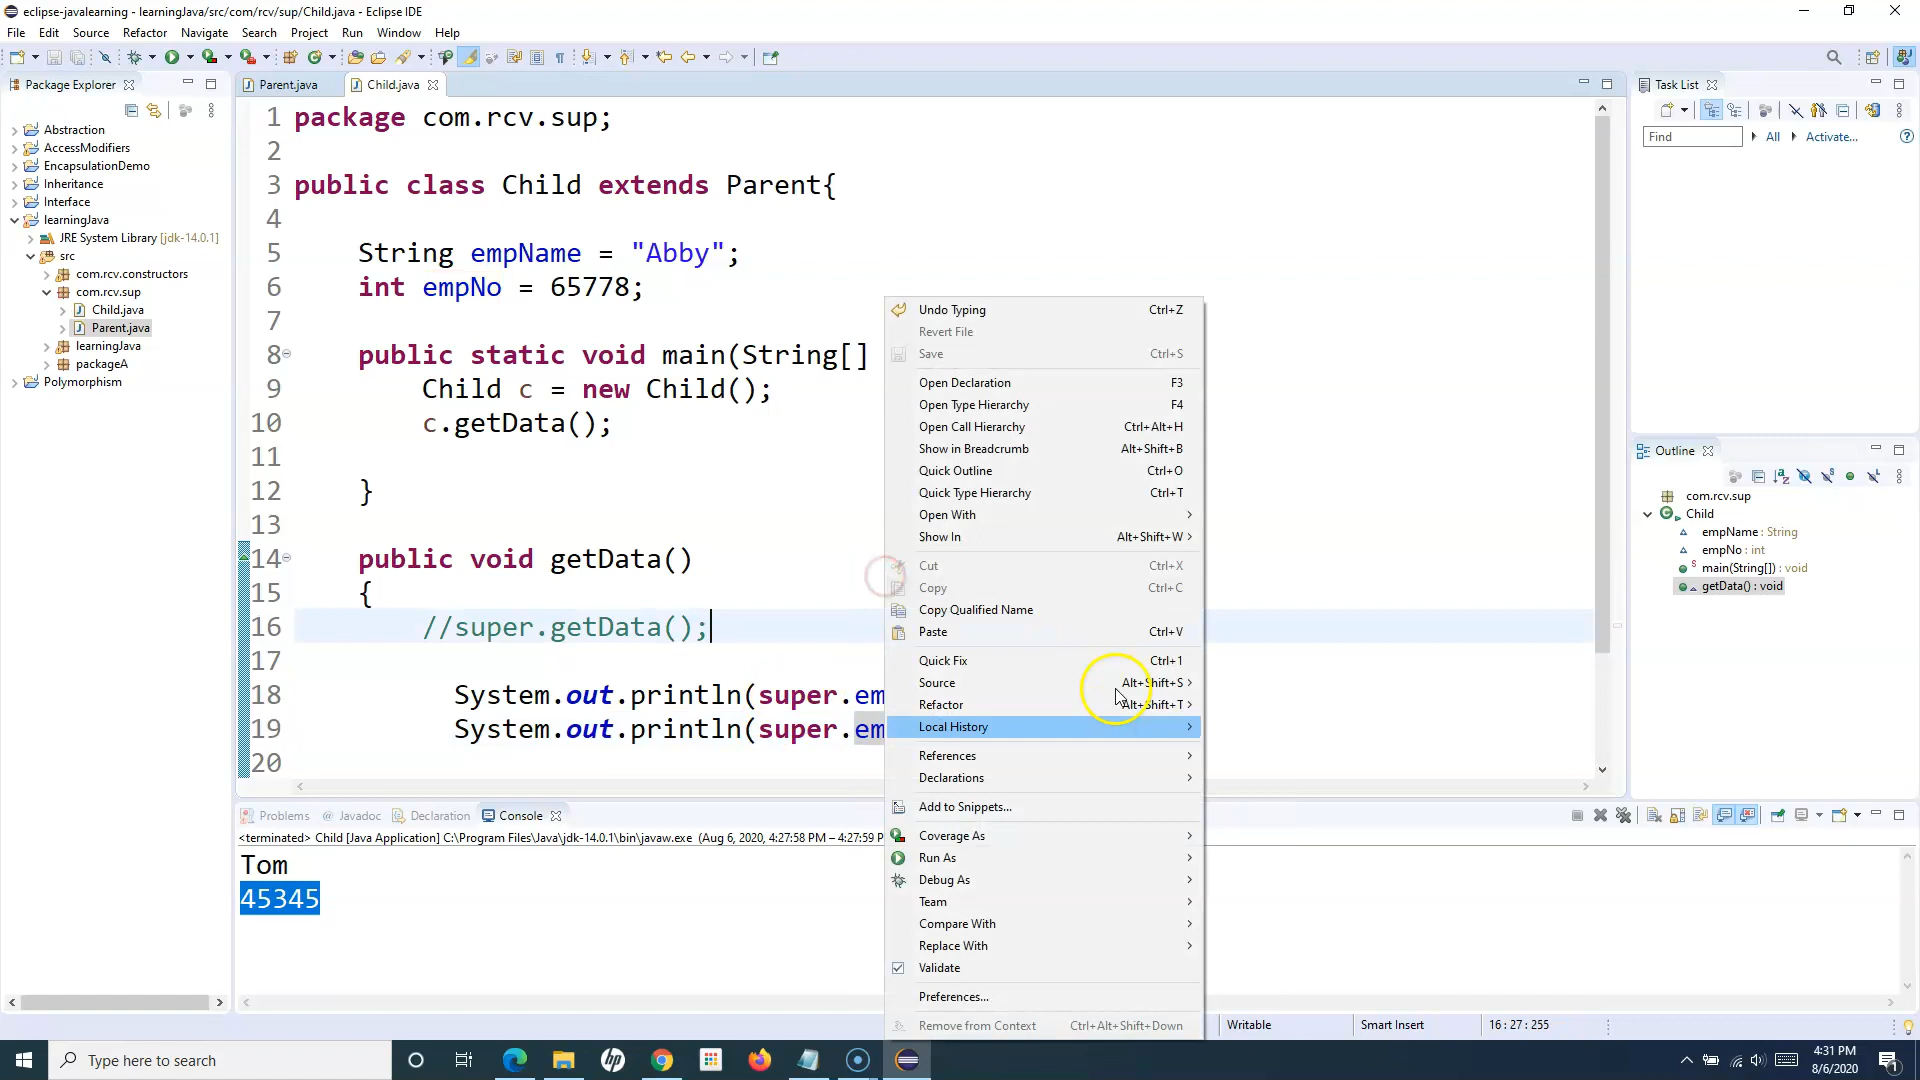 eclipse-javalearning - learningJava/src/com/rcv/sup/Child.java - Eclipse IDE
File Edit Source Refactor Navigate Search Project Run Window Help
Package Explorer
Abstraction
AccessModifiers
EncapsulationDemo
Inheritance
Interface
learningJava
JRE System Library [jdk-14.0.1]
src
com.rcv.constructors
com.rcv.sup
Child.java
Parent.java
learningJava
packageA
Polymorphism
Parent.java Child.java
1 package com.rcv.sup;
2
3 public class Child extends Parent{
4
5 String empName = "Abby";
6 int empNo = 65778;
7
8 public static void main(String[]
9 Child c = new Child();
10 c.getData();
11
12 }
13
14 public void getData()
15 {
16 //super.getData();
17
18 System.out.println(super.em
19 System.out.println(super.em
20
Undo Typing Ctrl+Z
Revert File
Save Ctrl+S
Open Declaration F3
Open Type Hierarchy F4
Open Call Hierarchy Ctrl+Alt+H
Show in Breadcrumb Alt+Shift+B
Quick Outline Ctrl+O
Quick Type Hierarchy Ctrl+T
Open With
Show In Alt+Shift+W
Cut Ctrl+X
Copy Ctrl+C
Copy Qualified Name
Paste Ctrl+V
Quick Fix Ctrl+1
Source Alt+Shift+S
Refactor Alt+Shift+T
Local History
References
Declarations
Add to Snippets...
Coverage As
Run As
Debug As
Team
Compare With
Replace With
Validate
Preferences...
Remove from Context Ctrl+Alt+Shift+Down
Task List
Find All Activate...
Outline
com.rcv.sup
Child
empName : String
empNo : int
main(String[]) : void
getData() : void
Problems @ Javadoc Declaration Console
<terminated> Child [Java Application] C:\Program Files\Java\jdk-14.0.1\bin\javaw.exe (Aug 6, 2020, 4:27:58 PM – 4:27:59 P
Tom
45345
Writable Smart Insert 16 : 27 : 255
Type here to search
4:31 PM
8/6/2020